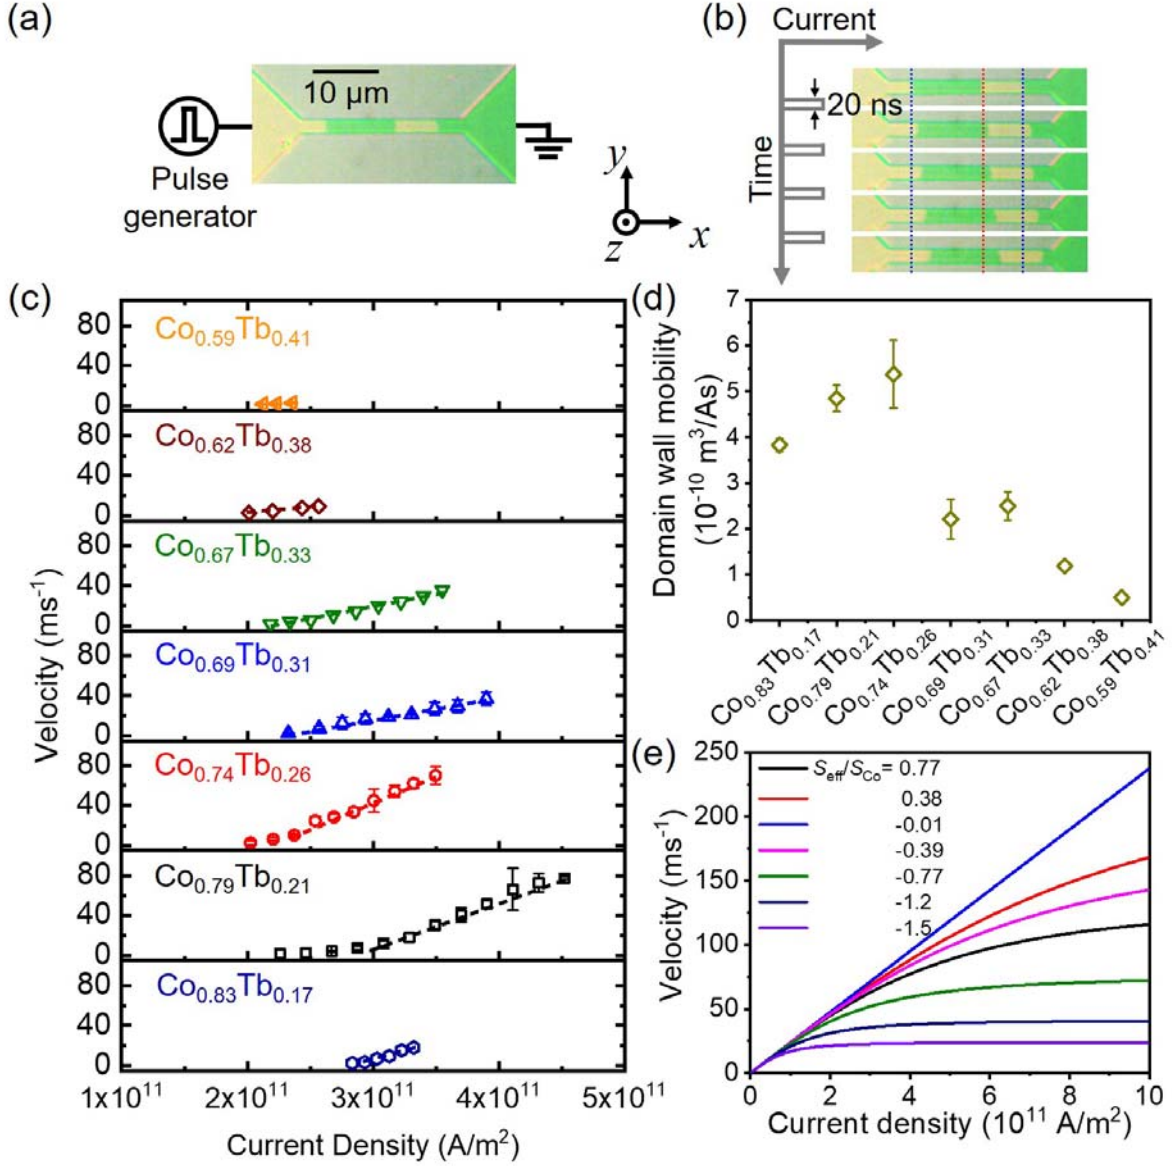 (a)
10 μm
Pulse
generator
y
x
z
(b)
Current
20 ns
Time
(c)
Velocity (ms⁻¹)
Co₀.₅₉Tb₀.₄₁
80
40
0
Co₀.₆₂Tb₀.₃₈
80
40
0
Co₀.₆₇Tb₀.₃₃
80
40
0
Co₀.₆₉Tb₀.₃₁
80
40
0
Co₀.₇₄Tb₀.₂₆
80
40
0
Co₀.₇₉Tb₀.₂₁
80
40
0
Co₀.₈₃Tb₀.₁₇
80
40
0
1x10¹¹ 2x10¹¹ 3x10¹¹ 4x10¹¹ 5x10¹¹
Current Density (A/m²)
(d)
Domain wall mobility
(10⁻¹⁰ m³/As)
7
6
5
4
3
2
1
0
Co₀.₈₃Tb₀.₁₇
Co₀.₇₉Tb₀.₂₁
Co₀.₇₄Tb₀.₂₆
Co₀.₆₉Tb₀.₃₁
Co₀.₆₇Tb₀.₃₃
Co₀.₆₂Tb₀.₃₈
Co₀.₅₉Tb₀.₄₁
(e)
Velocity (ms⁻¹)
250
200
150
100
50
0
S_eff/S_Co= 0.77
0.38
-0.01
-0.39
-0.77
-1.2
-1.5
0 2 4 6 8 10
Current density (10¹¹ A/m²)